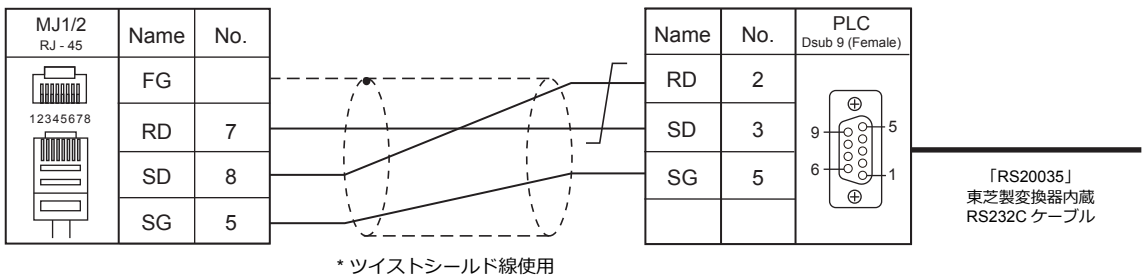 MJ1/2
RJ - 45
Name No.
12345678
FG
RD 7
SD 8
SG 5
Name No.
PLC
Dsub 9 (Female)
RD 2
SD 3
SG 5
9 5
6 1
「RS20035」
東芝製変換器内蔵
RS232C ケーブル
* ツイストシールド線使用